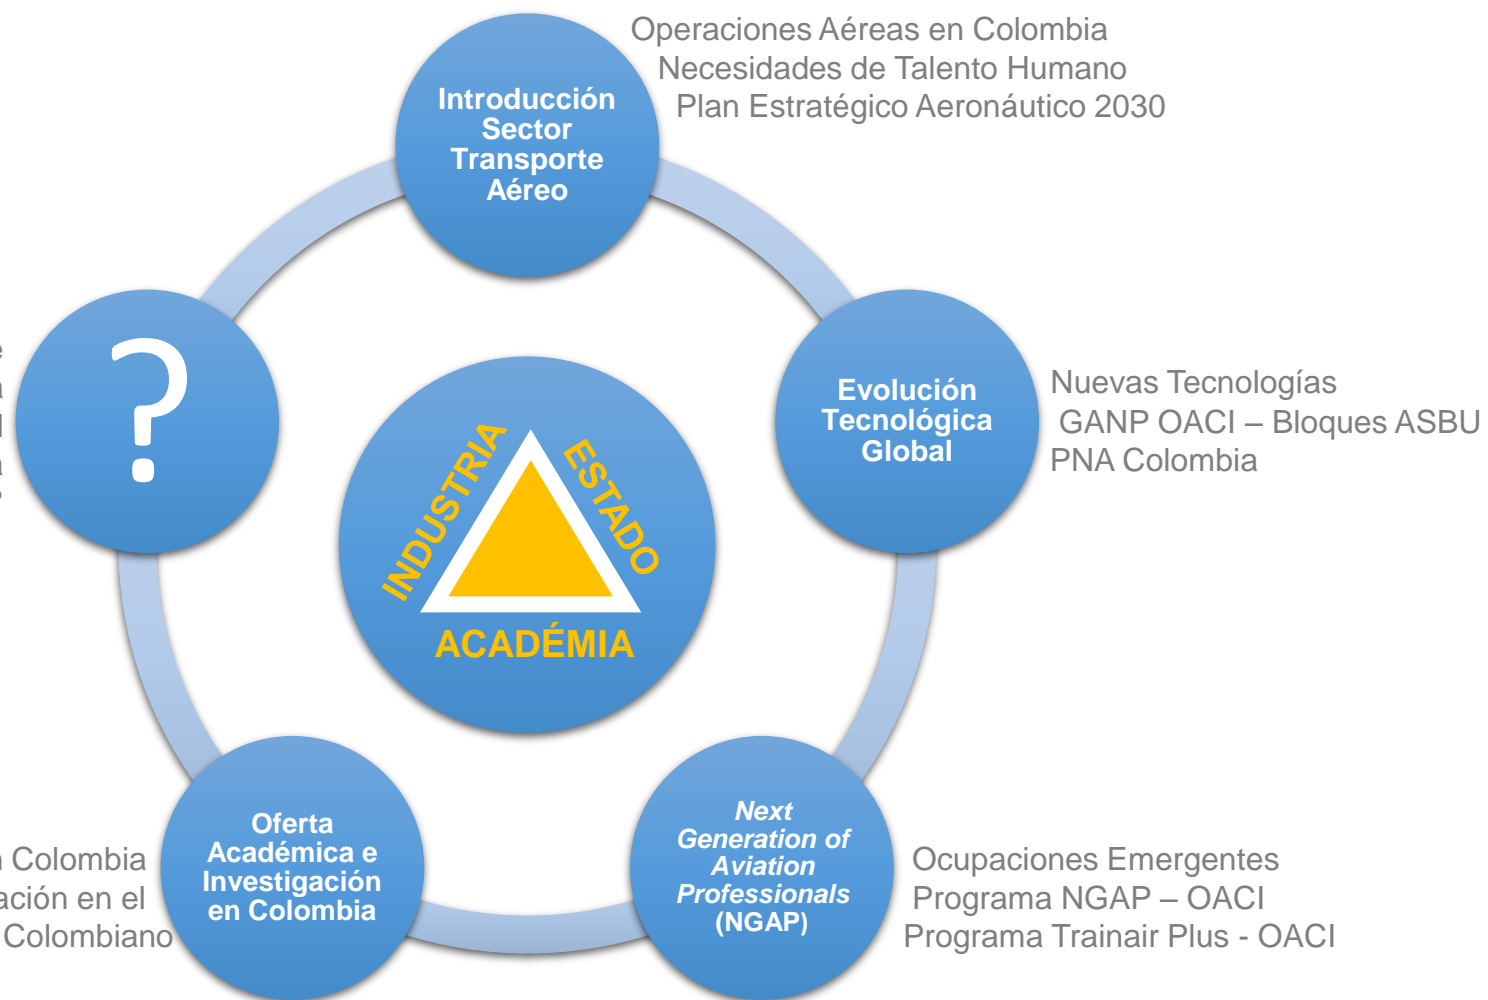 Operaciones Aéreas en Colombia
Necesidades de Talento Humano
Plan Estratégico Aeronáutico 2030
Introducción
Sector
Transporte
Aéreo
?
Evolución
Tecnológica
Global
Nuevas Tecnologías
GANP OACI – Bloques ASBU
PNA Colombia
INDUSTRIA
ESTADO
ACADÉMIA
Next
Generation of
Aviation
Professionals
(NGAP)
Ocupaciones Emergentes
Programa NGAP – OACI
Programa Trainair Plus - OACI
Oferta
Académica e
Investigación
en Colombia
Colombia
en el
Colombiano